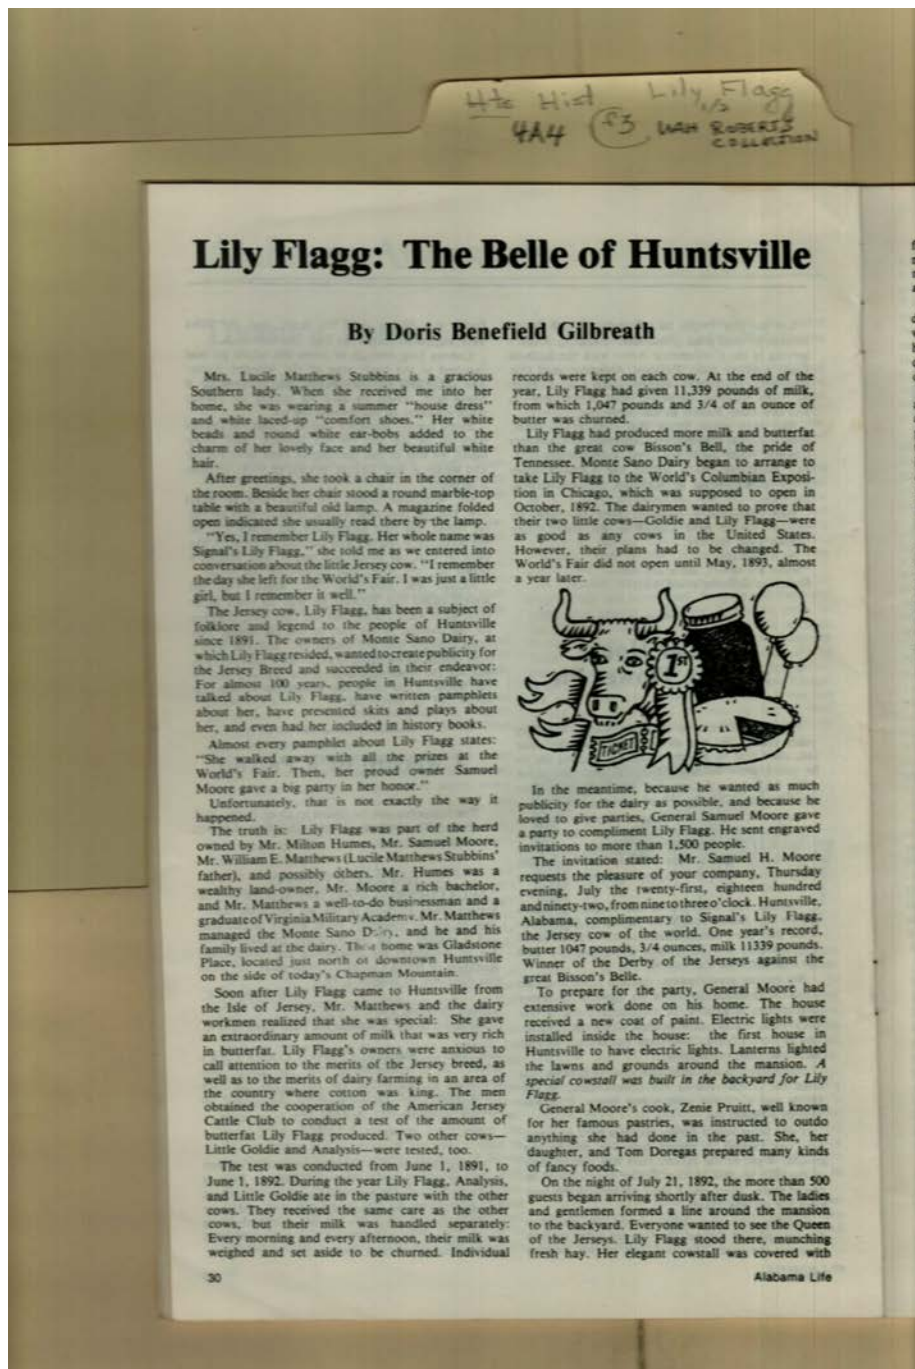 Hts Hist Lily Flagg
1/2
4A4 f3 UAH ROBERTS
COLLECTION
Lily Flagg: The Belle of Huntsville
By Doris Benefield Gilbreath
Mrs. Lucile Matthews Stubbins is a gracious
Southern lady. When she received me into her
home, she was wearing a summer "house dress"
and white laced-up "comfort shoes." Her white
beads and round white ear-bobs added to the
charm of her lovely face and her beautiful white
hair.
After greetings, she took a chair in the corner of
the room. Beside her chair stood a round marble-top
table with a beautiful old lamp. A magazine folded
open indicated she usually read there by the lamp.
"Yes, I remember Lily Flagg. Her whole name was
Signal's Lily Flagg," she told me as we entered into
conversation about the little Jersey cow. "I remember
the day she left for the World's Fair. I was just a little
girl, but I remember it well."
The Jersey cow, Lily Flagg, has been a subject of
folklore and legend to the people of Huntsville
since 1891. The owners of Monte Sano Dairy, at
which Lily Flagg resided, wanted to create publicity for
the Jersey Breed and succeeded in their endeavor:
For almost 100 years, people in Huntsville have
talked about Lily Flagg, have written pamphlets
about her, have presented skits and plays about
her, and even had her included in history books.
Almost every pamphlet about Lily Flagg states:
"She walked away with all the prizes at the
World's Fair. Then, her proud owner Samuel
Moore gave a big party in her honor."
Unfortunately, that is not exactly the way it
happened.
The truth is: Lily Flagg was part of the herd
owned by Mr. Milton Humes, Mr. Samuel Moore,
Mr. William E. Matthews (Lucile Matthews Stubbins'
father), and possibly others. Mr. Humes was a
wealthy land-owner, Mr. Moore a rich bachelor,
and Mr. Matthews a well-to-do businessman and a
graduate of Virginia Military Academy. Mr. Matthews
managed the Monte Sano Dairy, and he and his
family lived at the dairy. Their home was Gladstone
Place, located just north of downtown Huntsville
on the side of today's Chapman Mountain.
Soon after Lily Flagg came to Huntsville from
the Isle of Jersey, Mr. Matthews and the dairy
workmen realized that she was special: She gave
an extraordinary amount of milk that was very rich
in butterfat. Lily Flagg's owners were anxious to
call attention to the merits of the Jersey breed, as
well as to the merits of dairy farming in an area of
the country where cotton was king. The men
obtained the cooperation of the American Jersey
Cattle Club to conduct a test of the amount of
butterfat Lily Flagg produced. Two other cows—
Little Goldie and Analysis—were tested, too.
The test was conducted from June 1, 1891, to
June 1, 1892. During the year Lily Flagg, Analysis,
and Little Goldie ate in the pasture with the other
cows. They received the same care as the other
cows, but their milk was handled separately:
Every morning and every afternoon, their milk was
weighed and set aside to be churned. Individual
records were kept on each cow. At the end of the
year, Lily Flagg had given 11,339 pounds of milk,
from which 1,047 pounds and 3/4 of an ounce of
butter was churned.
Lily Flagg had produced more milk and butterfat
than the great cow Bisson's Bell, the pride of
Tennessee. Monte Sano Dairy began to arrange to
take Lily Flagg to the World's Columbian Exposi-
tion in Chicago, which was supposed to open in
October, 1892. The dairymen wanted to prove that
their two little cows—Goldie and Lily Flagg—were
as good as any cows in the United States.
However, their plans had to be changed. The
World's Fair did not open until May, 1893, almost
a year later.
1ST
TICKET
In the meantime, because he wanted as much
publicity for the dairy as possible, and because he
loved to give parties, General Samuel Moore gave
a party to compliment Lily Flagg. He sent engraved
invitations to more than 1,500 people.
The invitation stated: Mr. Samuel H. Moore
requests the pleasure of your company, Thursday
evening, July the twenty-first, eighteen hundred
and ninety-two, from nine to three o'clock. Huntsville,
Alabama, complimentary to Signal's Lily Flagg,
the Jersey cow of the world. One year's record,
butter 1047 pounds, 3/4 ounces, milk 11339 pounds.
Winner of the Derby of the Jerseys against the
great Bisson's Belle.
To prepare for the party, General Moore had
extensive work done on his home. The house
received a new coat of paint. Electric lights were
installed inside the house: the first house in
Huntsville to have electric lights. Lanterns lighted
the lawns and grounds around the mansion. A
special cowstall was built in the backyard for Lily
Flagg.
General Moore's cook, Zenie Pruitt, well known
for her famous pastries, was instructed to outdo
anything she had done in the past. She, her
daughter, and Tom Doregas prepared many kinds
of fancy foods.
On the night of July 21, 1892, the more than 500
guests began arriving shortly after dusk. The ladies
and gentlemen formed a line around the mansion
to the backyard. Everyone wanted to see the Queen
of the Jerseys. Lily Flagg stood there, munching
fresh hay. Her elegant cowstall was covered with
30
Alabama Life